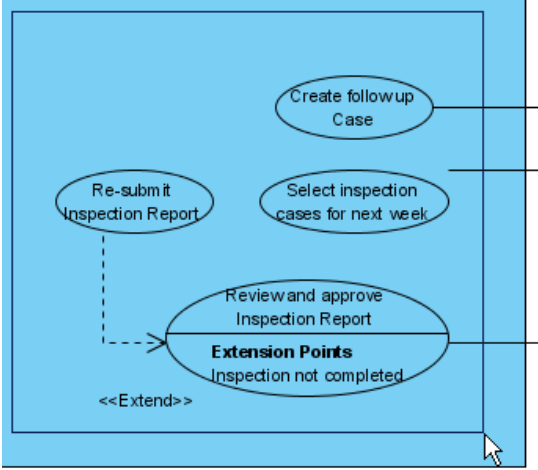 Create followup
Case
Re-submit
Inspection Report
Select inspection
cases for next week
Review and approve
Inspection Report
Extension Points
Inspection not completed
<<Extend>>